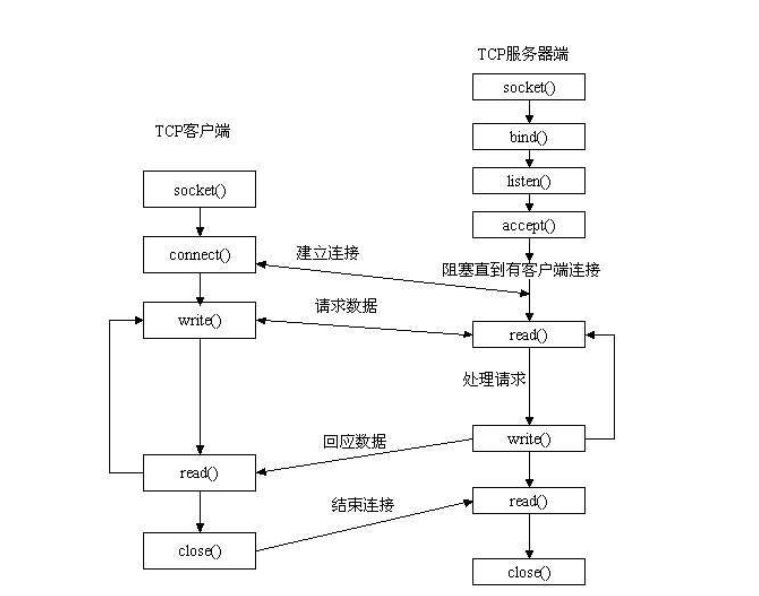 TCP服务器端
socket()
bind()
TCP客户端
listen()
socket()
accept()
connect()
建立连接
阻塞直到有客户端连接
请求数据
write()
read()
处理请求
回应数据
write()
read()
结束连接
read()
close()
close()